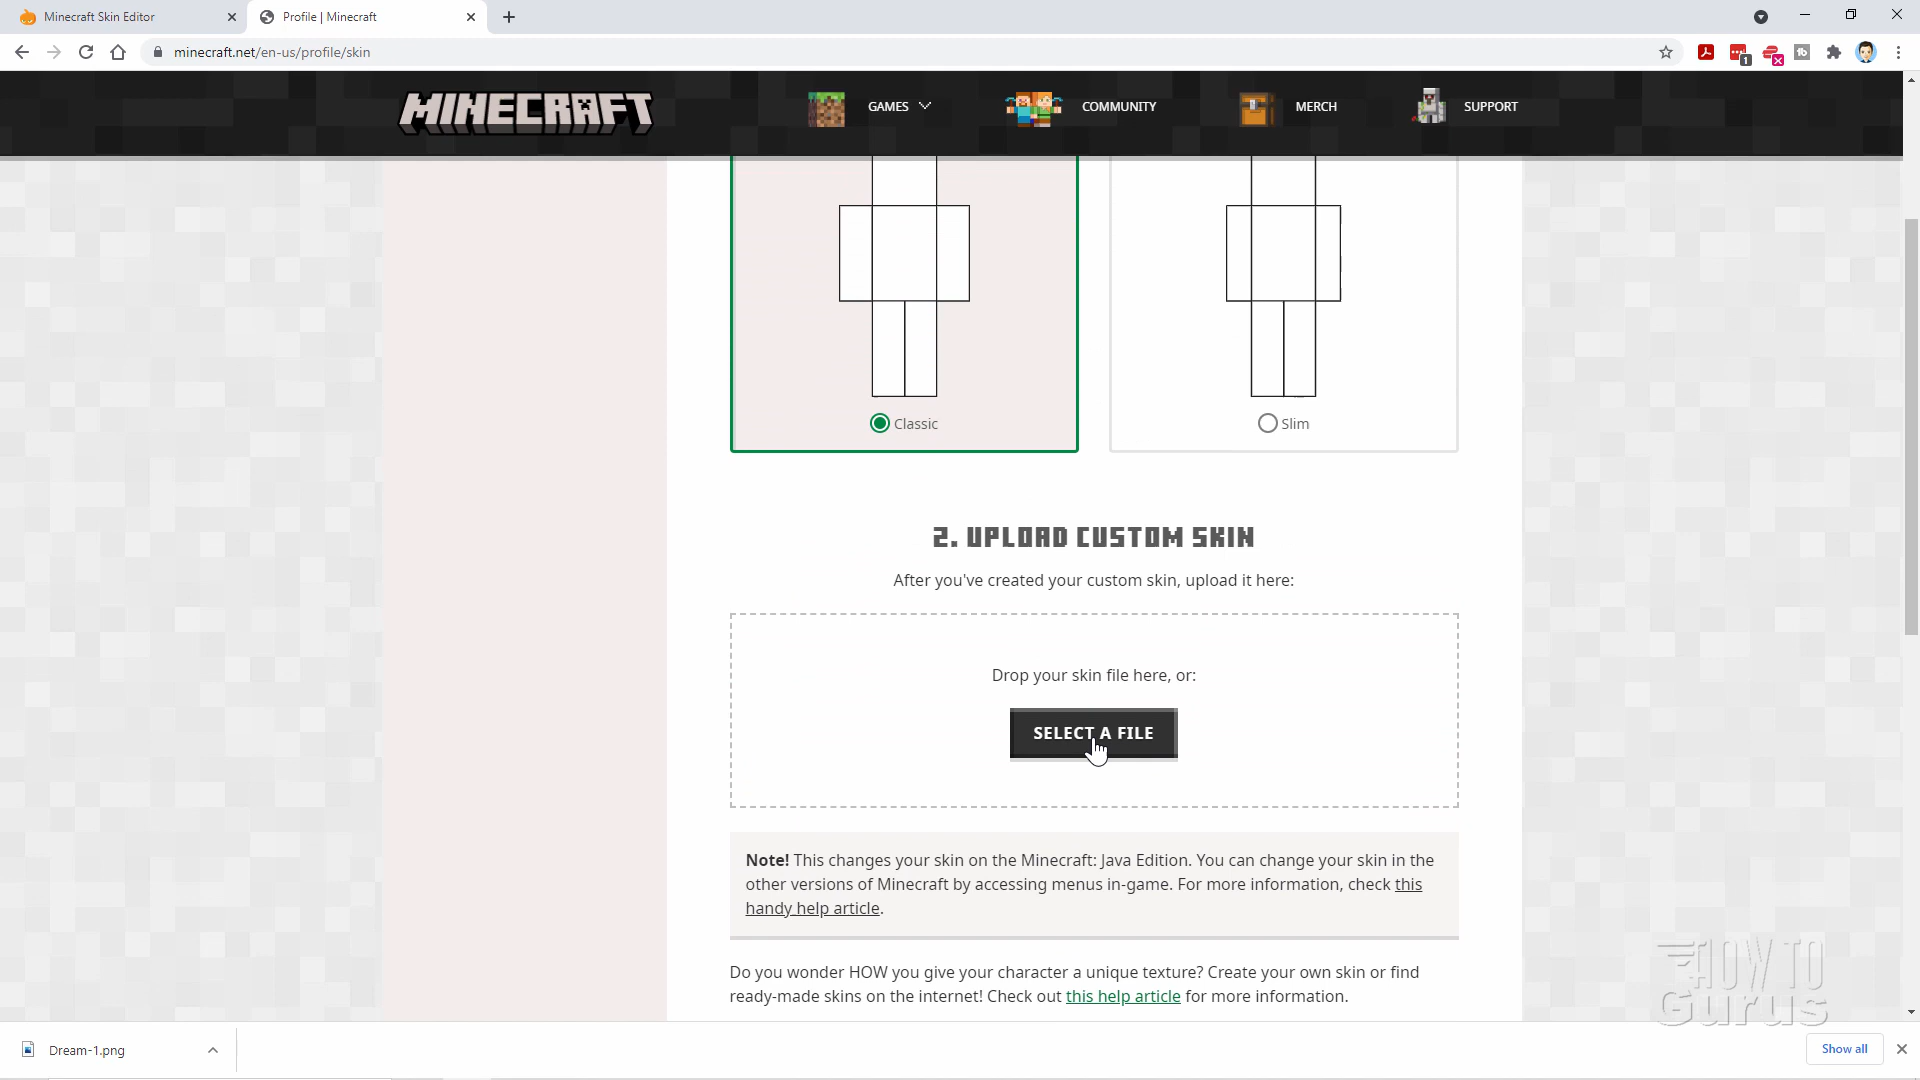 Minecraft Skin Editor
Profile | Minecraft
minecraft.net/en-us/profile/skin
1
MINECRAFT
GAMES
COMMUNITY
MERCH
SUPPORT
Classic
Slim
2. UPLOAD CUSTOM SKIN
After you've created your custom skin, upload it here:
Drop your skin file here, or:
SELECT A FILE
Note! This changes your skin on the Minecraft: Java Edition. You can change your skin in the
other versions of Minecraft by accessing menus in-game. For more information, check this
handy help article.
Do you wonder HOW you give your character a unique texture? Create your own skin or find
ready-made skins on the internet! Check out this help article for more information.
HOW TO
Gurus
Dream-1.png
Show all